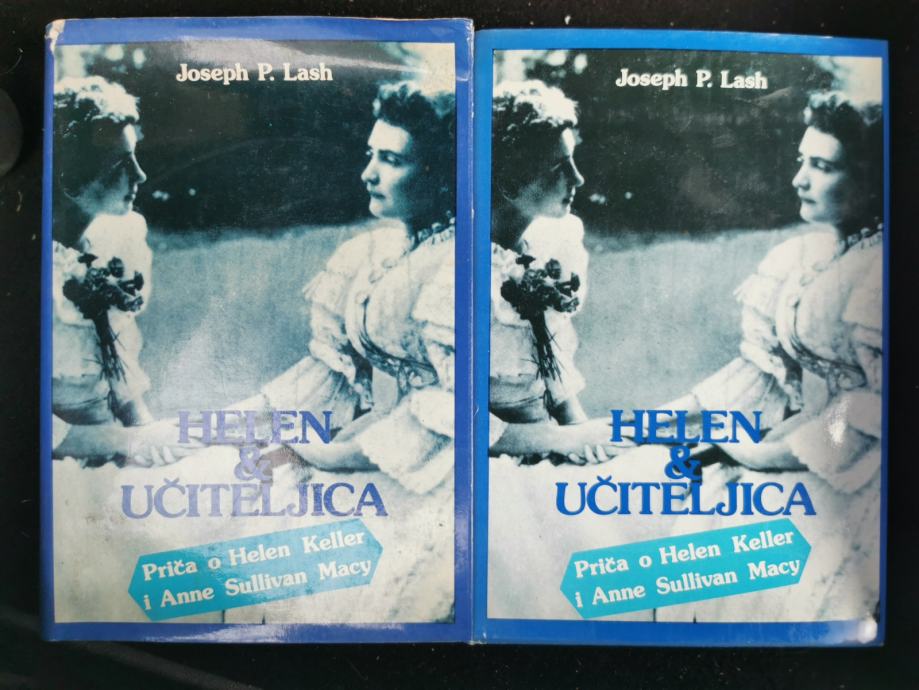 Joseph P. Lash
HELEN
&
UČITELJICA
Priča o Helen Keller
i Anne Sullivan Macy
Joseph P. Lash
HELEN
&
UČITELJICA
Priča o Helen Keller
i Anne Sullivan Macy